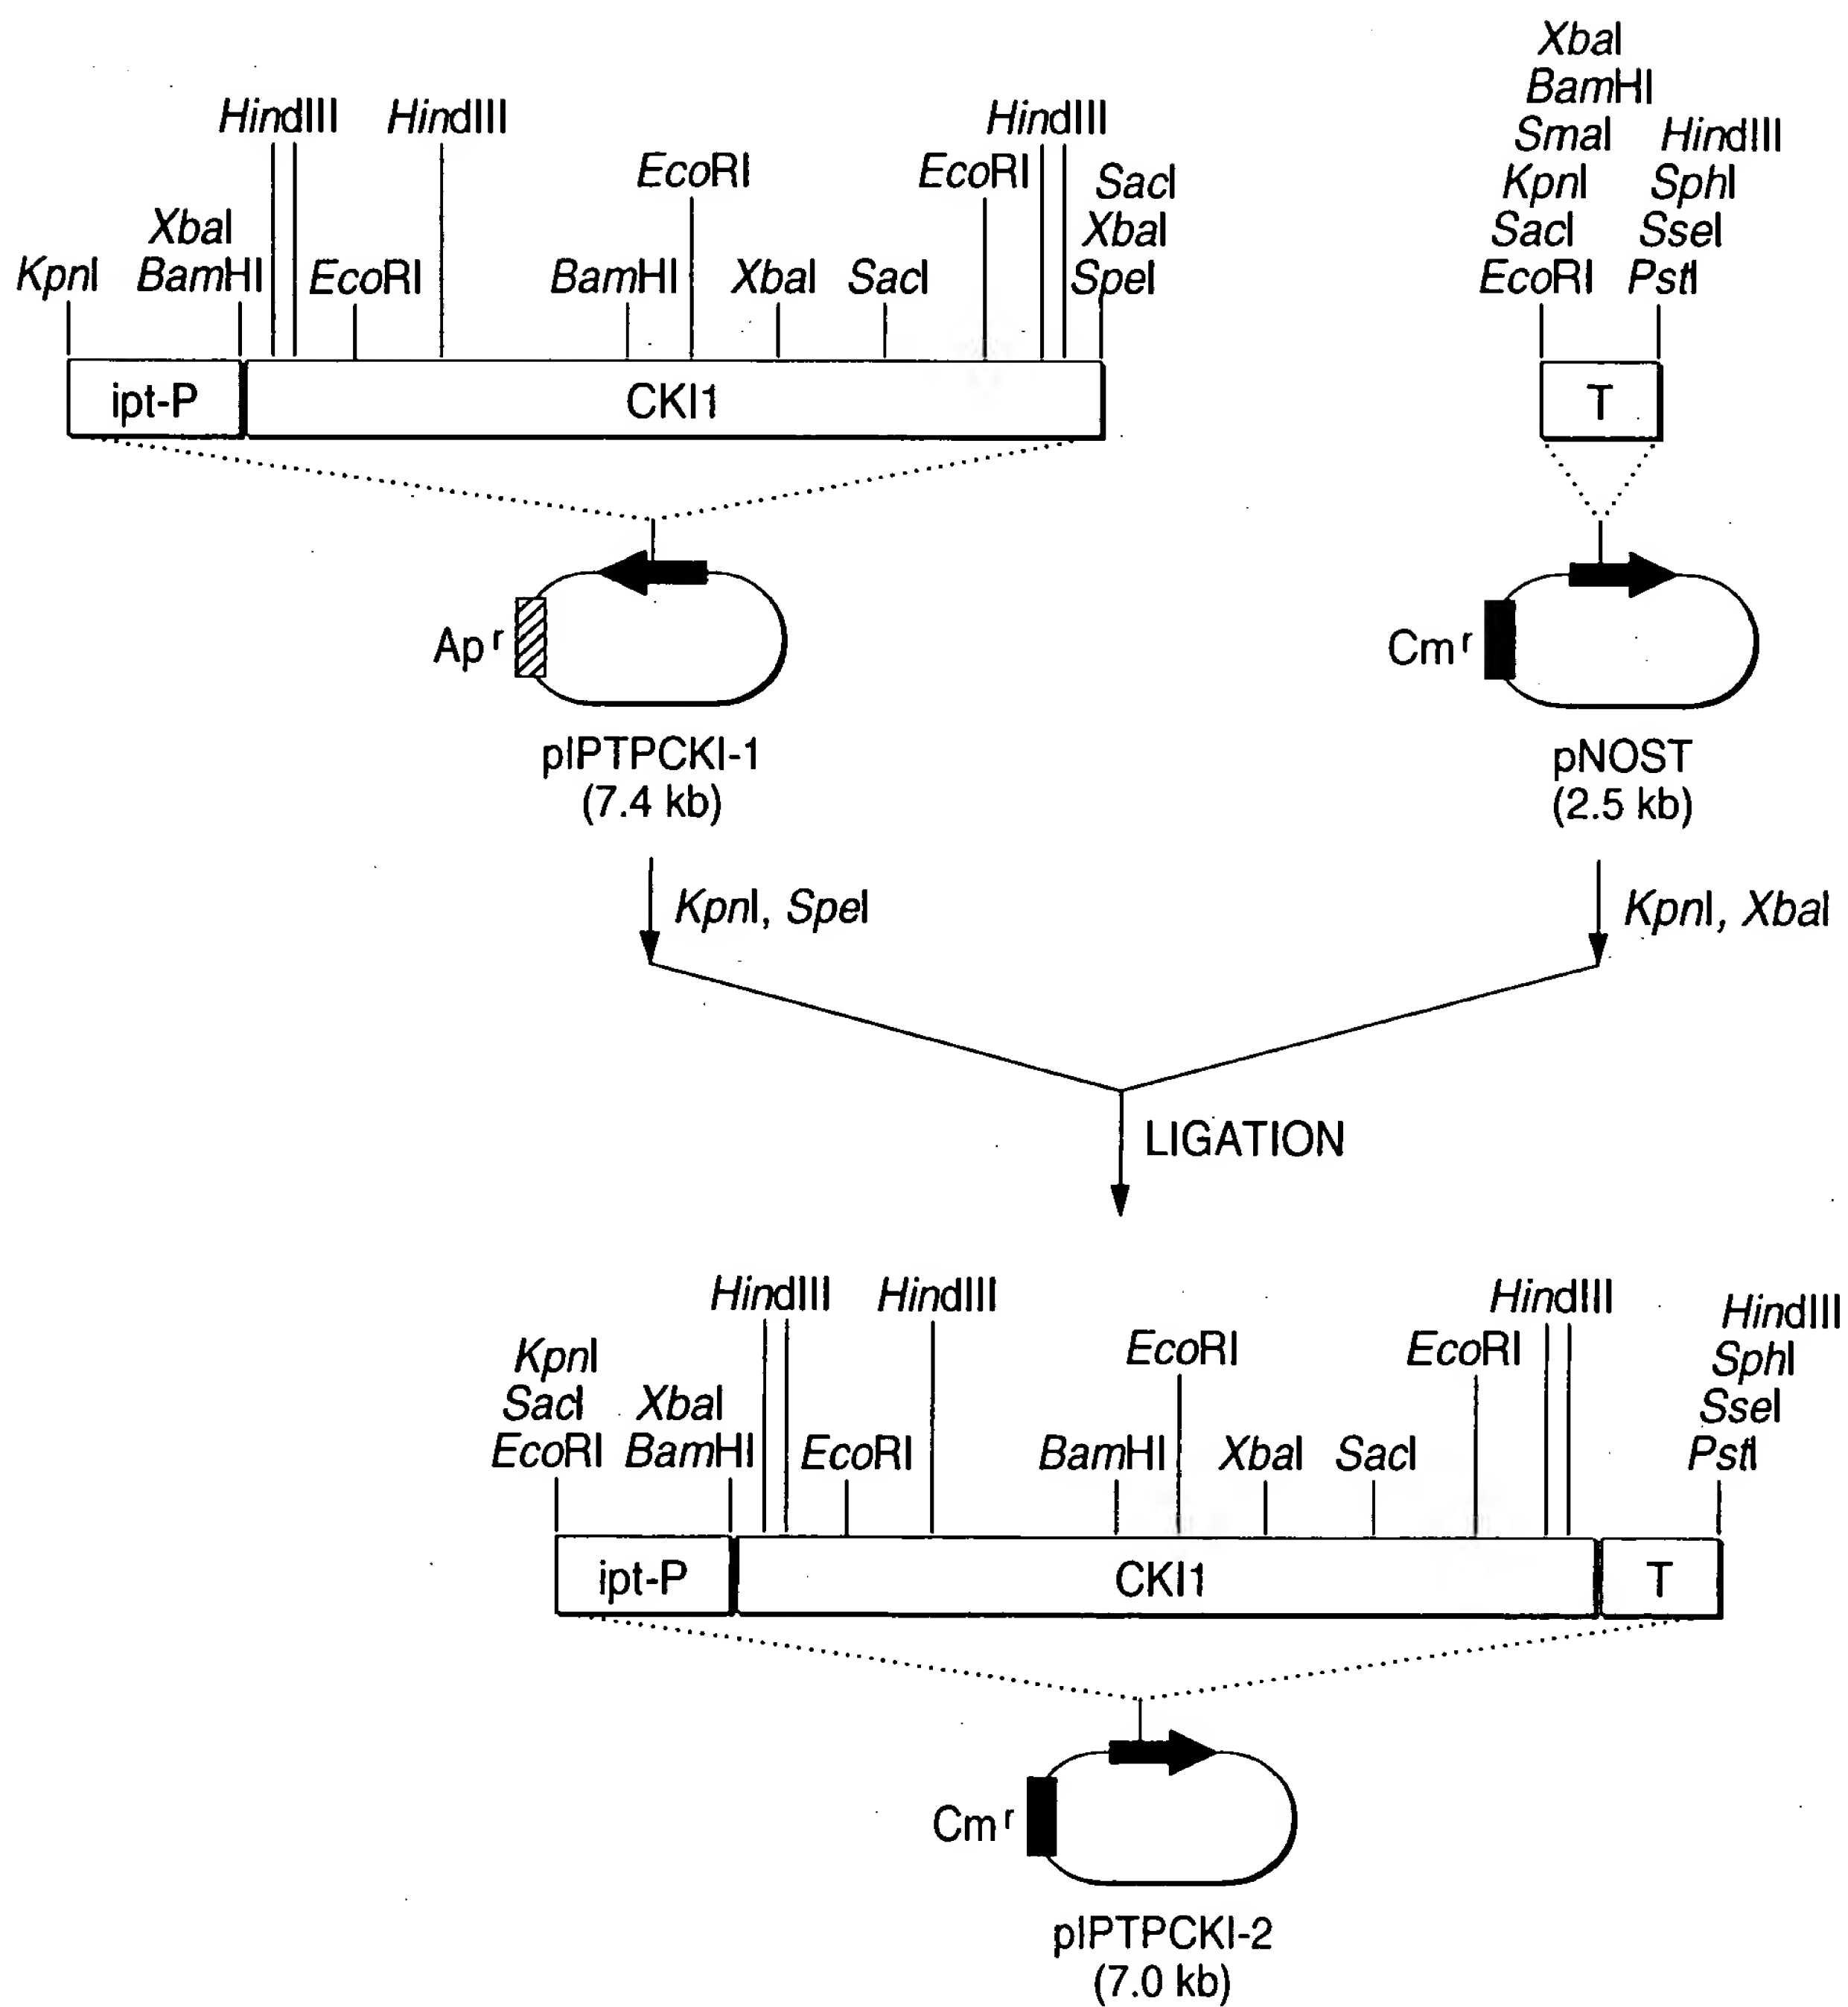 HindIII HindIII HindIII
EcoRI EcoRI
SacI
XbaI XbaI
KpnI BamHI EcoRI BamHI XbaI SacI SpeI
ipt-P CKI1
Ap r
pIPTPCKI-1
(7.4 kb)
XbaI
BamHI
SmaI HindIII
KpnI SphI
SacI SseI
EcoRI PstI
T
Cm r
pNOST
(2.5 kb)
KpnI, SpeI
KpnI, XbaI
LIGATION
HindIII HindIII HindIII HindIII
KpnI EcoRI EcoRI SphI
SacI XbaI SseI
EcoRI BamHI EcoRI BamHI XbaI SacI PstI
ipt-P CKI1 T
Cm r
pIPTPCKI-2
(7.0 kb)